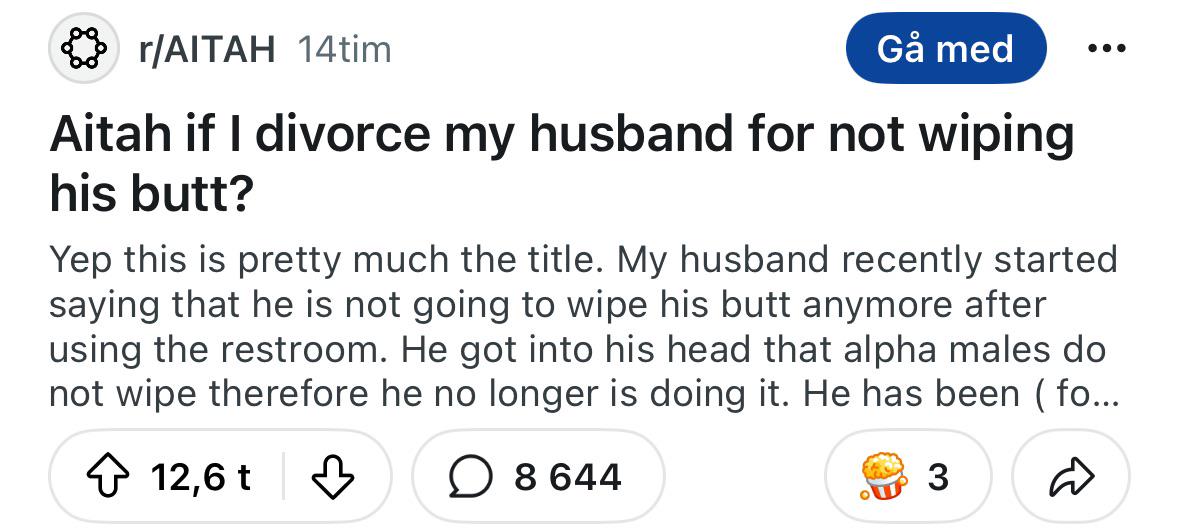 r/AITAH 14tim
Gå med
Aitah if I divorce my husband for not wiping
his butt?
Yep this is pretty much the title. My husband recently started
saying that he is not going to wipe his butt anymore after
using the restroom. He got into his head that alpha males do
not wipe therefore he no longer is doing it. He has been ( fo...
12,6 t
8 644
3